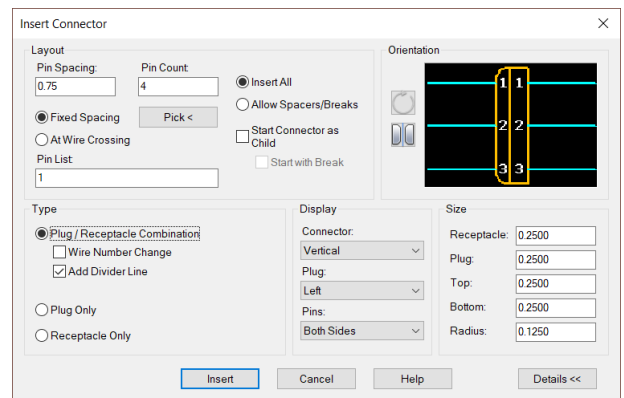 Insert Connector
Layout
Pin Spacing:
Pin Count:
0.75
4
Fixed Spacing
Pick <
At Wire Crossing
Pin List:
1
Insert All
Allow Spacers/Breaks
Start Connector as
Child
Start with Break
Orientation
1 1
2 2
3 3
Type
Plug / Receptacle Combination
Wire Number Change
Add Divider Line
Plug Only
Receptacle Only
Display
Connector:
Vertical
Plug:
Left
Pins:
Both Sides
Size
Receptacle: 0.2500
Plug: 0.2500
Top: 0.2500
Bottom: 0.2500
Radius: 0.1250
Insert
Cancel
Help
Details <<